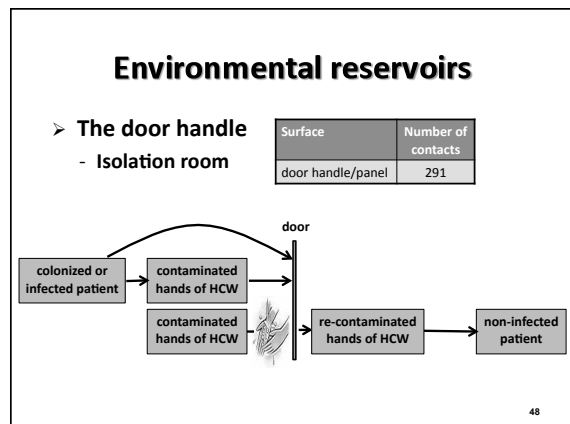 Environmental reservoirs
➢ The door handle
- Isolation room
Surface
Number of
contacts
door handle/panel
291
door
colonized or
infected patient
contaminated
hands of HCW
contaminated
hands of HCW
re-contaminated
hands of HCW
non-infected
patient
48